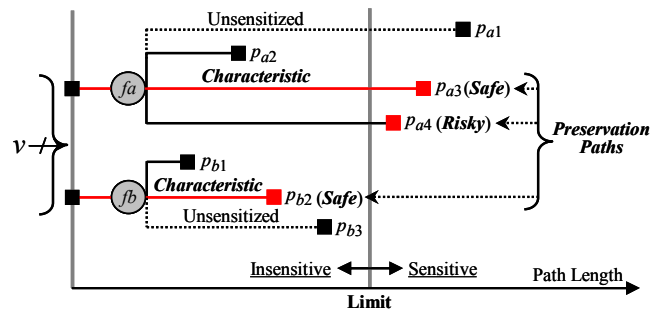 Unsensitized
p_a1
p_a2
Characteristic
fa
p_a3 (Safe)
p_a4 (Risky)
Preservation
Paths
v
p_b1
Characteristic
fb
p_b2 (Safe)
Unsensitized
p_b3
Insensitive
Sensitive
Path Length
Limit